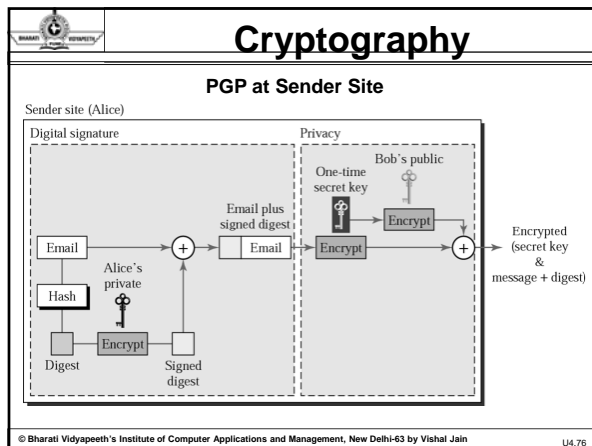 BHARATI
VIDYAPEETH
Cryptography
PGP at Sender Site
Sender site (Alice)
Digital signature
Privacy
Bob's public
One-time
secret key
Encrypt
Email plus
signed digest
Email
+
Email
Encrypt
+
Encrypted
(secret key
&
message + digest)
Alice's
private
Hash
Encrypt
Digest
Signed
digest
© Bharati Vidyapeeth's Institute of Computer Applications and Management, New Delhi-63 by Vishal Jain
U4.76